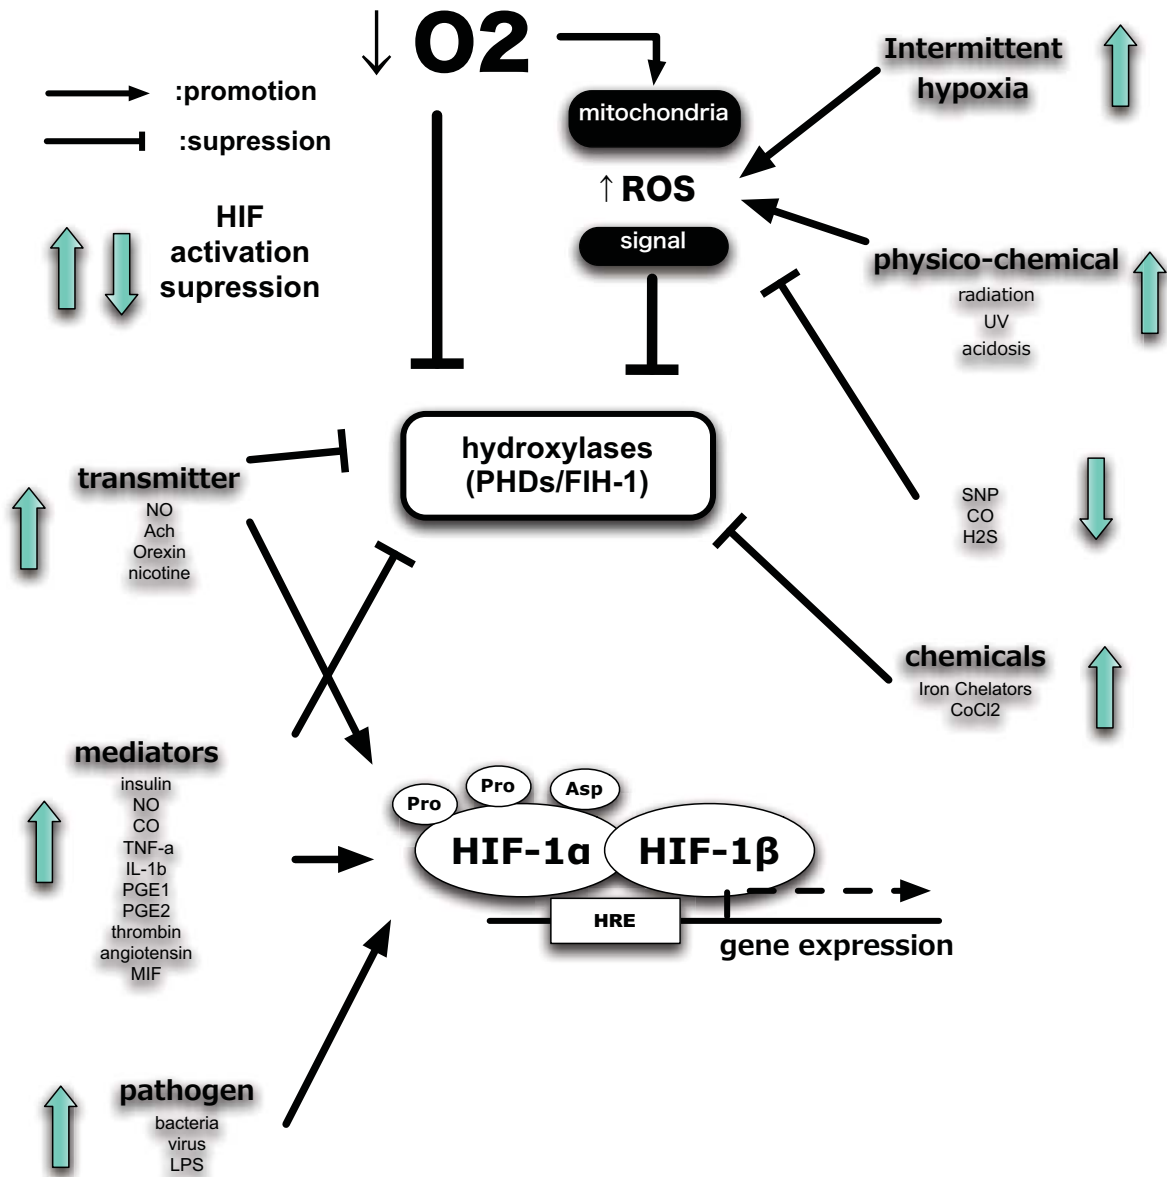 ↓ O2
:promotion
:supression
HIF
activation
supression
mitochondria
↑ ROS
signal
Intermittent
hypoxia
physico-chemical
radiation
UV
acidosis
hydroxylases
(PHDs/FIH-1)
transmitter
NO
Ach
Orexin
nicotine
SNP
CO
H2S
chemicals
Iron Chelators
CoCl2
mediators
insulin
NO
CO
TNF-a
IL-1b
PGE1
PGE2
thrombin
angiotensin
MIF
Pro
Pro
Asp
HIF-1α
HIF-1β
HRE
gene expression
pathogen
bacteria
virus
LPS